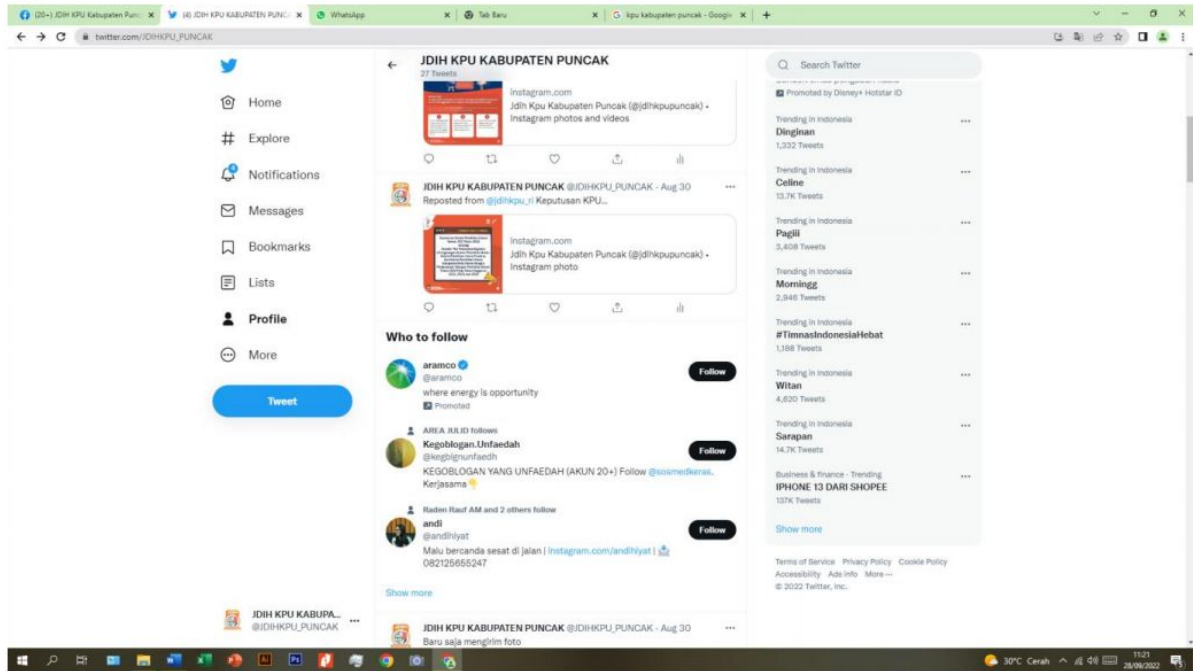 (20+) JDIH KPU Kabupaten Punc
(4) JDIH KPU KABUPATEN PUNC
WhatsApp
Tab Baru
kpu kabupaten puncak - Google
twitter.com/JDIHKPU_PUNCAK
Home
Explore
Notifications
Messages
Bookmarks
Lists
Profile
More
Tweet
JDIH KPU KABUPA...
@JDIHKPU_PUNCAK
JDIH KPU KABUPATEN PUNCAK
27 Tweets
instagram.com
Jdih Kpu Kabupaten Puncak (@jdihkpupuncak) •
Instagram photos and videos
JDIH KPU KABUPATEN PUNCAK @JDIHKPU_PUNCAK · Aug 30
Reposted from @jdihkpu_ri Keputusan KPU...
instagram.com
Jdih Kpu Kabupaten Puncak (@jdihkpupuncak) •
Instagram photo
Who to follow
aramco
@aramco
Follow
where energy is opportunity
Promoted
AREA JULID follows
Kegoblogan.Unfaedah
@kegblgnunfaedh
Follow
KEGOBLOGAN YANG UNFAEDAH (AKUN 20+) Follow @sosmedkeras.
Kerjasama👇
Raden Rauf AM and 2 others follow
andi
@andihiyat
Follow
Malu bercanda sesat di jalan | instagram.com/andihiyat | 📩
082125655247
Show more
JDIH KPU KABUPATEN PUNCAK @JDIHKPU_PUNCAK · Aug 30
Baru saja mengirim foto
Search Twitter
Promoted by Disney+ Hotstar ID
Trending in Indonesia
Dinginan
1,332 Tweets
Trending in Indonesia
Celine
13.7K Tweets
Trending in Indonesia
Pagiii
3,408 Tweets
Trending in Indonesia
Morningg
2,946 Tweets
Trending in Indonesia
#TimnasIndonesiaHebat
1,188 Tweets
Trending in Indonesia
Witan
4,620 Tweets
Trending in Indonesia
Sarapan
14.7K Tweets
Business & finance · Trending
IPHONE 13 DARI SHOPEE
137K Tweets
Show more
Terms of Service Privacy Policy Cookie Policy
Accessibility Ads info More ···
© 2022 Twitter, Inc.
30°C Cerah
11:21
28/09/2022